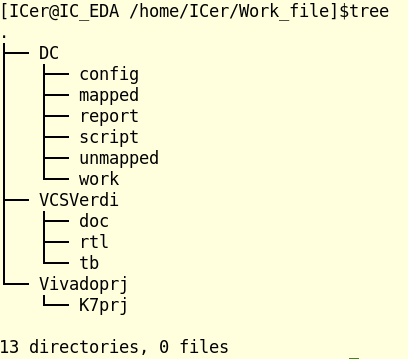 [ICer@IC_EDA /home/ICer/Work_file]$tree
.
├── DC
│   ├── config
│   ├── mapped
│   ├── report
│   ├── script
│   ├── unmapped
│   └── work
├── VCSVerdi
│   ├── doc
│   ├── rtl
│   └── tb
└── Vivadoprj
    └── K7prj
13 directories, 0 files